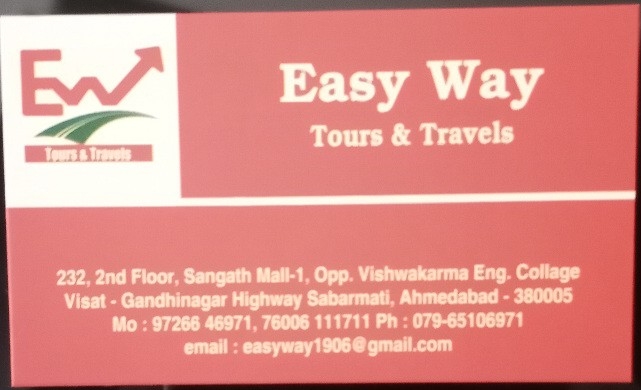 EW
Tours & Travels
Easy Way
Tours & Travels
232, 2nd Floor, Sangath Mall-1, Opp. Vishwakarma Eng. Collage
Visat - Gandhinagar Highway Sabarmati, Ahmedabad - 380005
Mo : 97266 46971, 76006 111711 Ph : 079-65106971
email : easyway1906@gmail.com